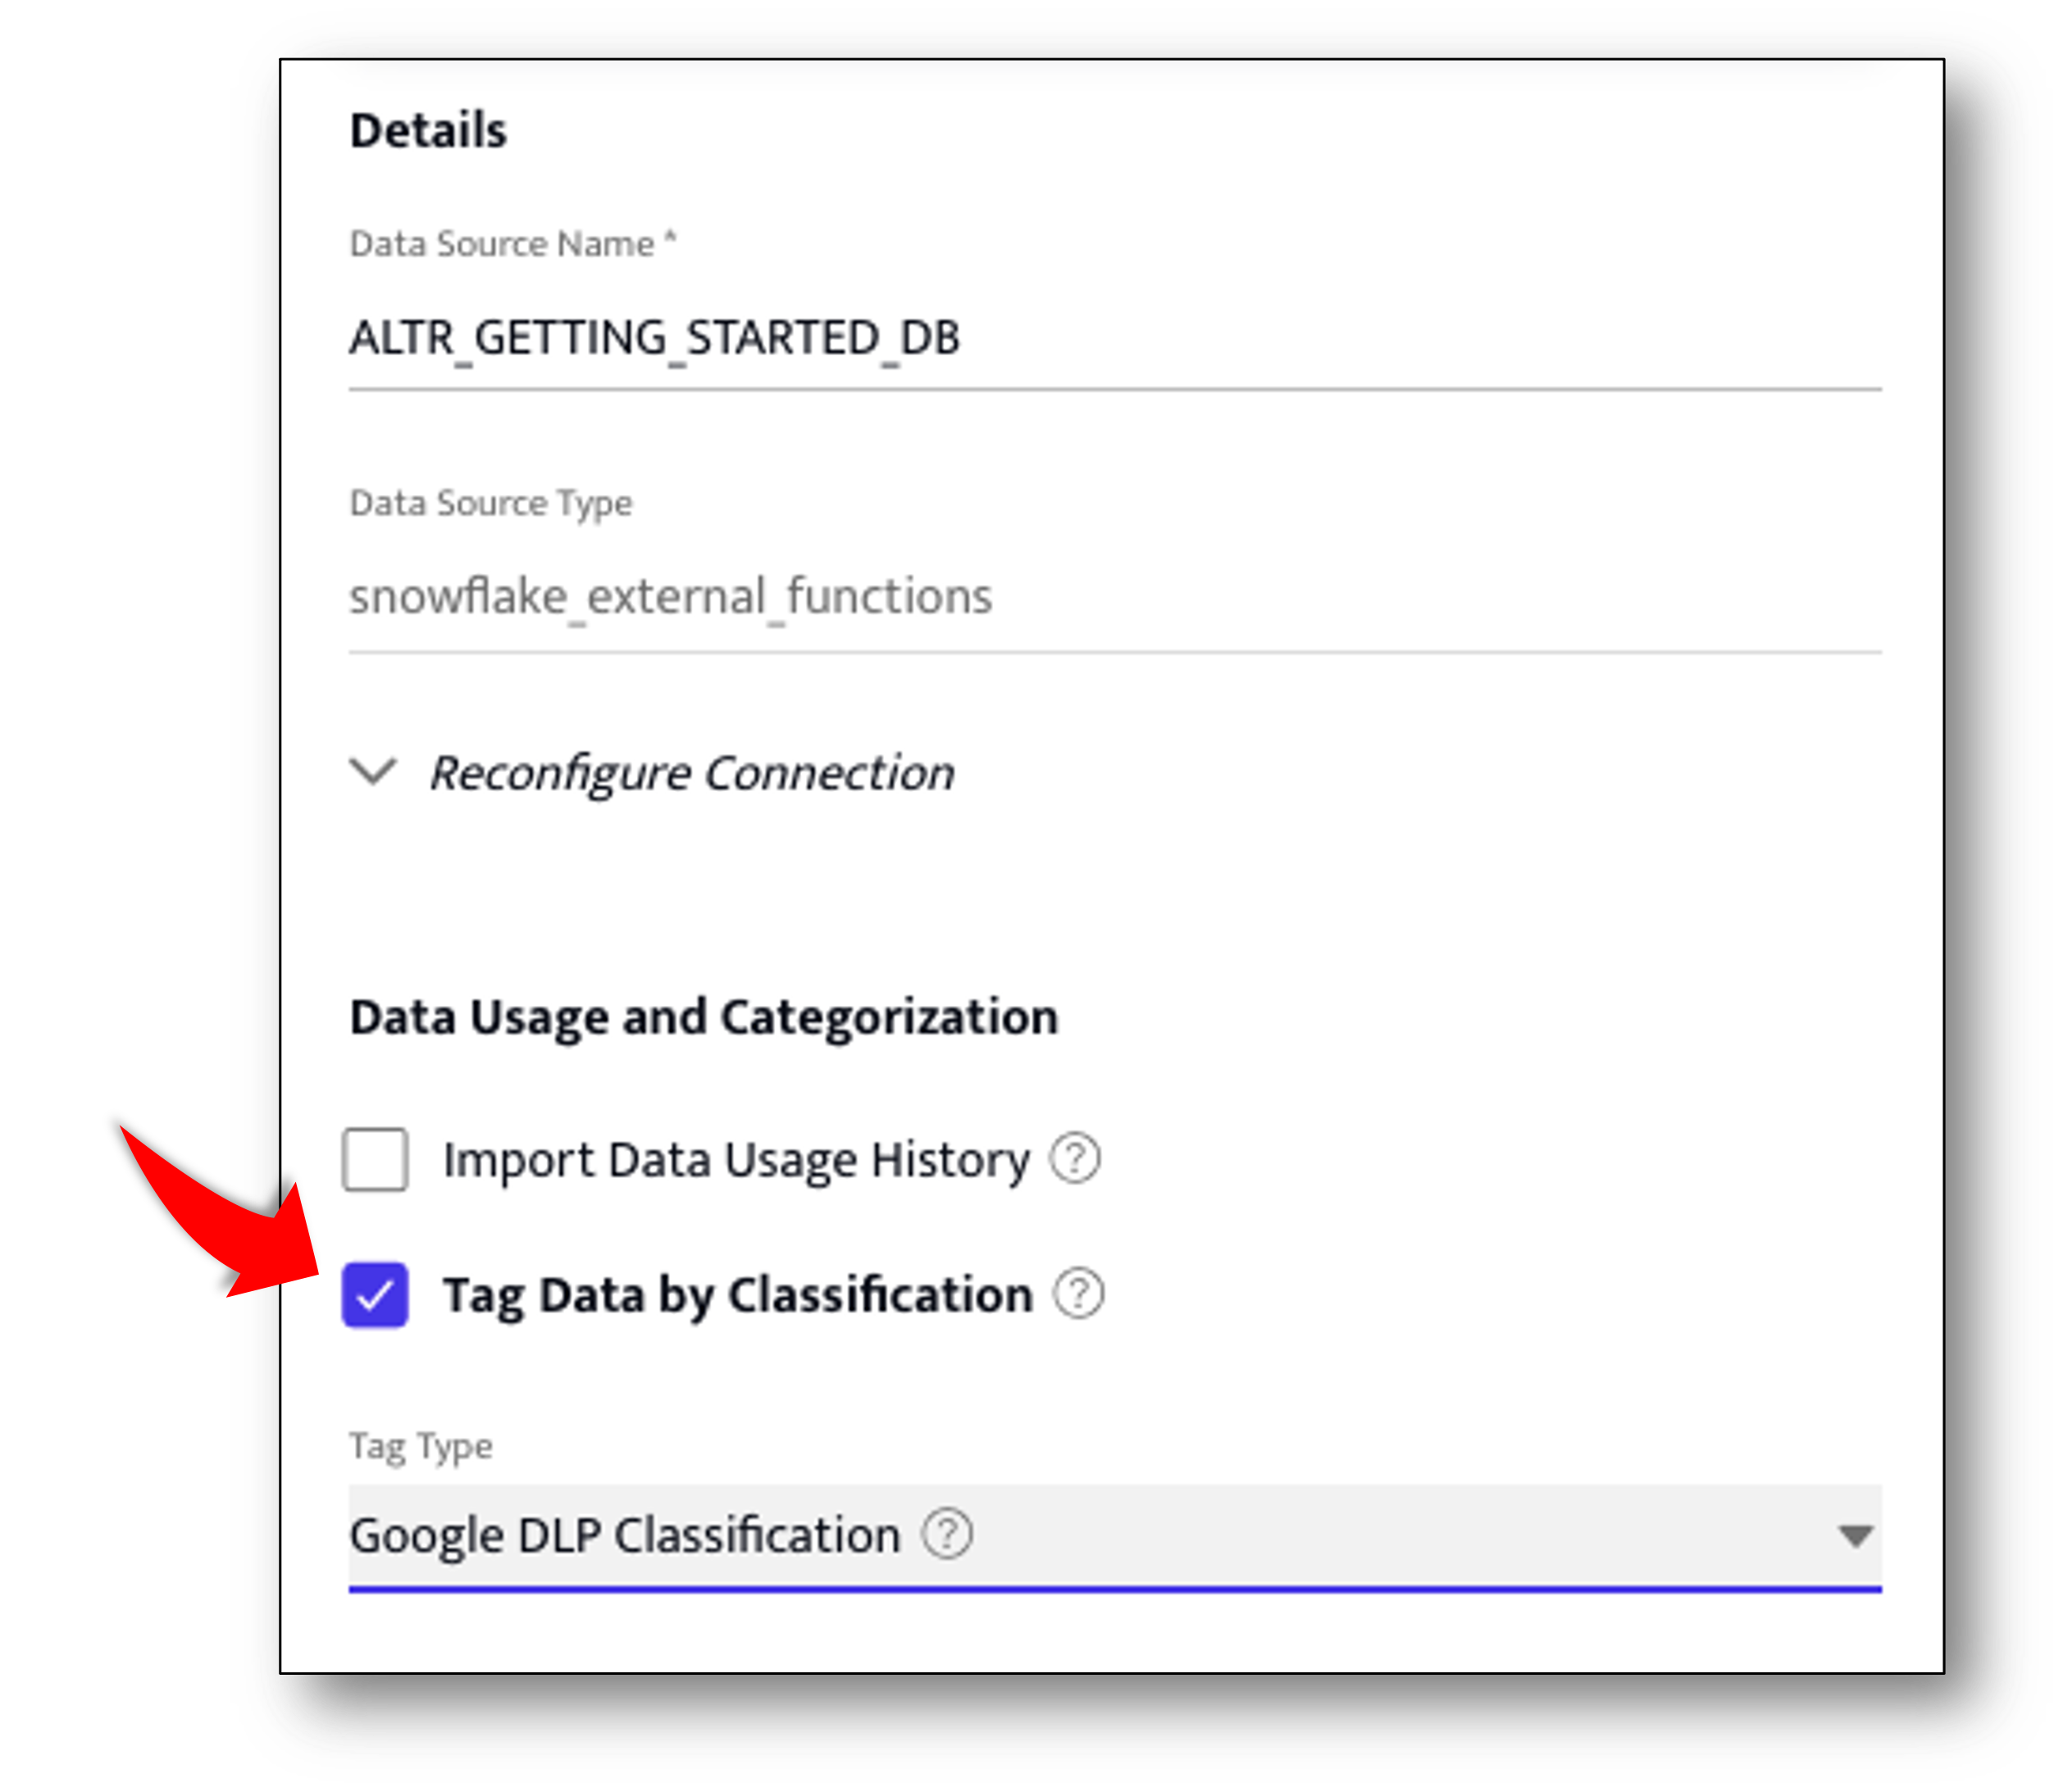 Details
Data Source Name *
ALTR_GETTING_STARTED_DB
Data Source Type
snowflake_external_functions
Reconfigure Connection
Data Usage and Categorization
Import Data Usage History ?
Tag Data by Classification ?
Tag Type
Google DLP Classification ?